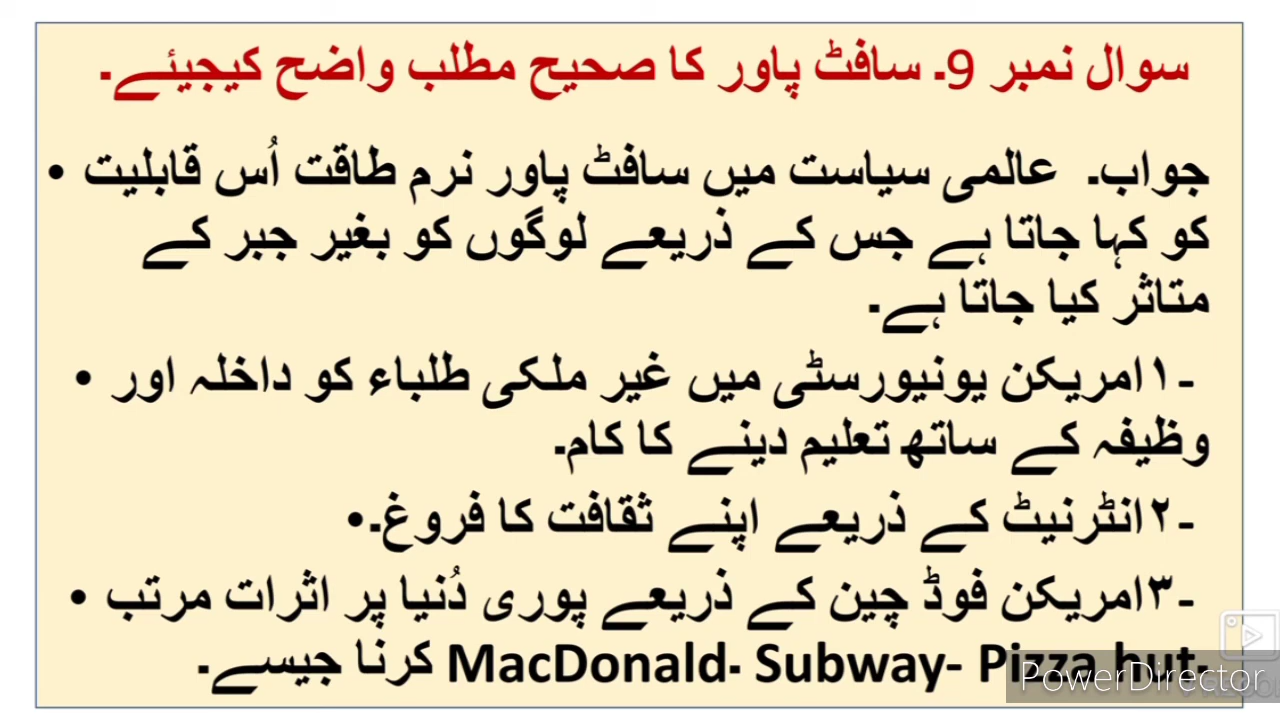 سوال نمبر 9۔ سافٹ پاور کا صحیح مطلب واضح کیجیئے۔
جواب۔ عالمی سیاست میں سافٹ پاور نرم طاقت اُس قابلیت •
کو کہا جاتا ہے جس کے ذریعے لوگوں کو بغیر جبر کے
متاثر کیا جاتا ہے۔
۔۱امریکن یونیورسٹی میں غیر ملکی طلباء کو داخلہ اور •
وظیفہ کے ساتھ تعلیم دینے کا کام۔
۔۲انٹرنیٹ کے ذریعے اپنے ثقافت کا فروغ۔•
۔۳امریکن فوڈ چین کے ذریعے پوری دُنیا پر اثرات مرتب •
کرنا جیسے۔ MacDonald۔ Subway- Pizza hut۔
PowerDirector